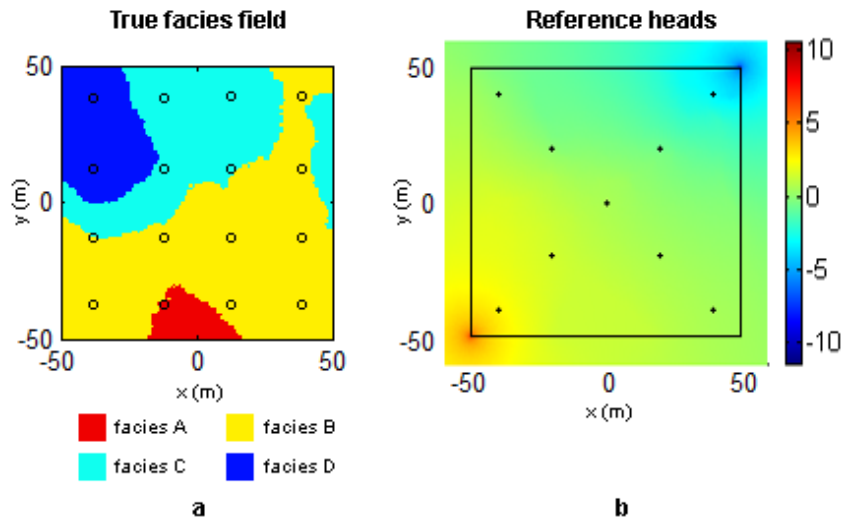 True facies field
Reference heads
50
0
-50
y (m)
-50 0 50
x (m)
facies A
facies B
facies C
facies D
a
50
0
-50
y (m)
-50 0 50
x (m)
10
5
0
-5
-10
b